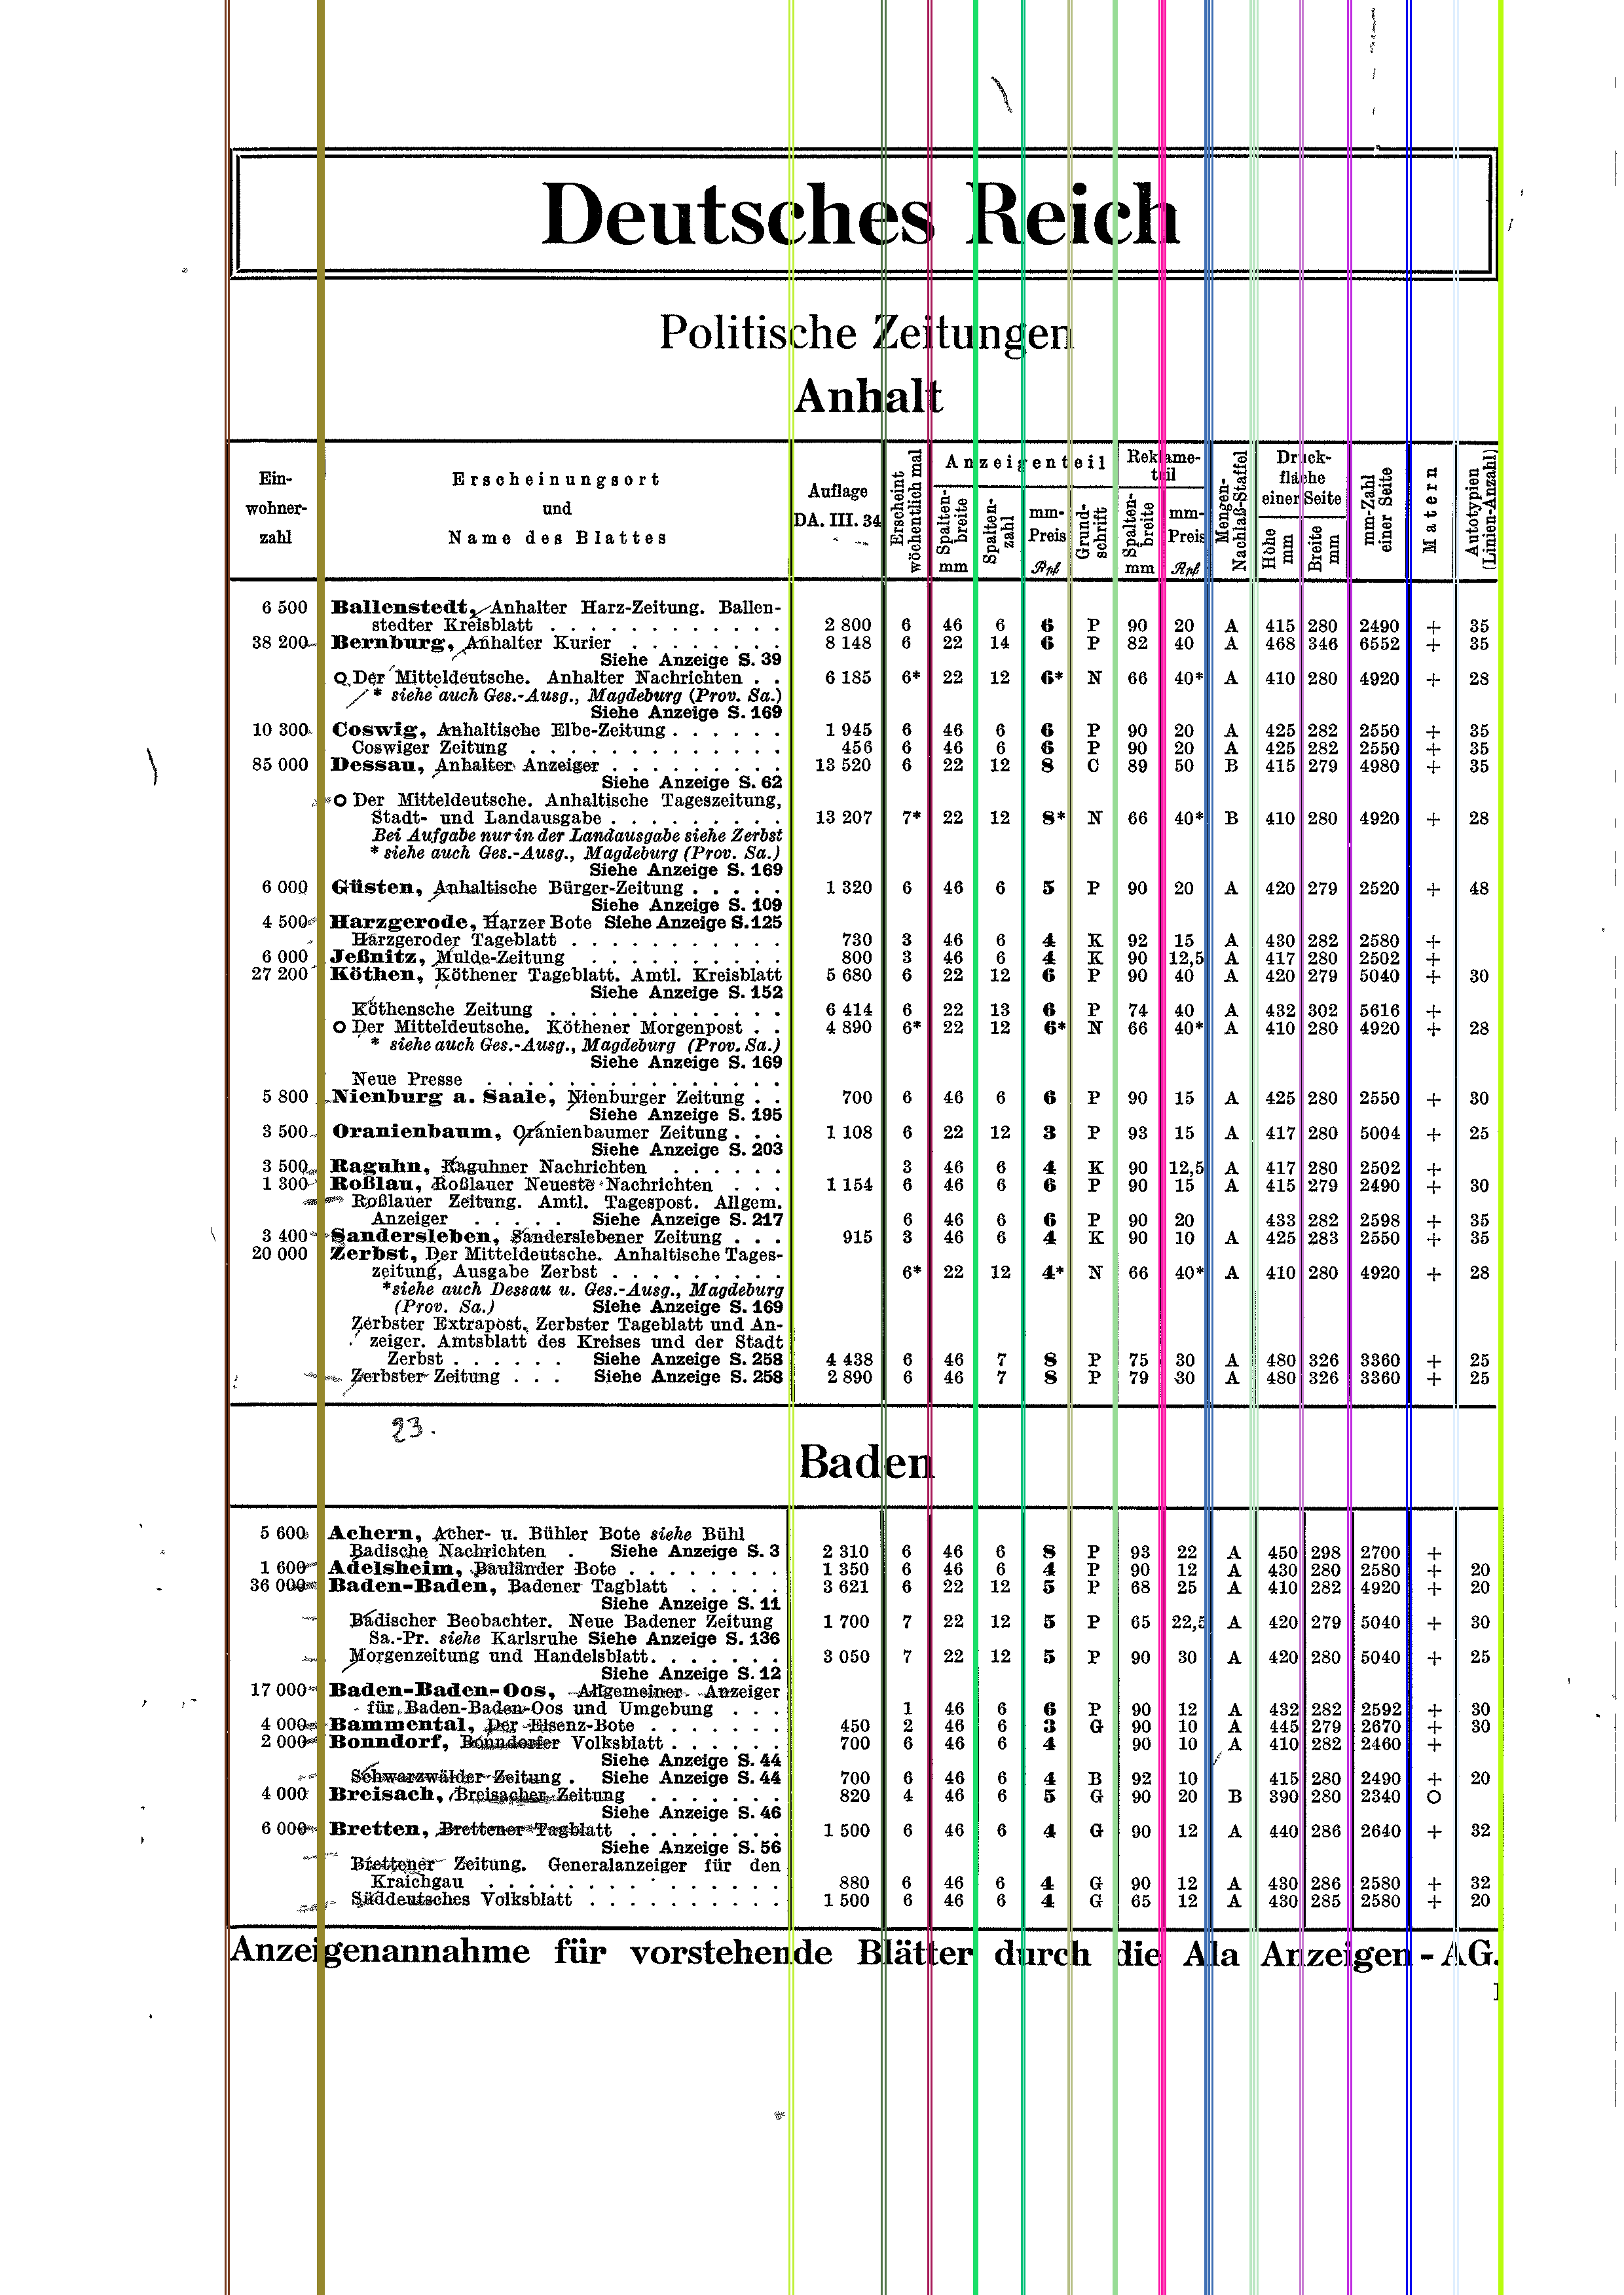 Deutsches Reich
Politische Zeitungen
Anhalt
Ein-
wohner-
zahl
Erscheinungsort
und
Name des Blattes
Auflage
DA. III. 34
Erscheint
wöchentlich mal
Anzeigenteil
Spalten-
breite
mm
Spalten-
zahl
mm-
Preis
Rpf
Grund-
schrift
Reklame-
teil
Spalten-
breite
mm
mm-
Preis
Rpf
Mengen-
Nachlaß-Staffel
Druck-
fläche
einer Seite
Höhe
mm
Breite
mm
mm-Zahl
einer Seite
Matern
Autotypien
(Linien-Anzahl)
6 500 Ballenstedt, Anhalter Harz-Zeitung. Ballen-
stedter Kreisblatt . . . . . . . . . . . . 2 800 6 46 6 6 P 90 20 A 415 280 2490 + 35
38 200 Bernburg, Anhalter Kurier . . . . . . . . 8 148 6 22 14 6 P 82 40 A 468 346 6552 + 35
Siehe Anzeige S. 39
O Der Mitteldeutsche. Anhalter Nachrichten . . 6 185 6* 22 12 6* N 66 40* A 410 280 4920 + 28
* siehe auch Ges.-Ausg., Magdeburg (Prov. Sa.)
Siehe Anzeige S. 169
10 300 Coswig, Anhaltische Elbe-Zeitung . . . . . . 1 945 6 46 6 6 P 90 20 A 425 282 2550 + 35
Coswiger Zeitung . . . . . . . . . . . . . 456 6 46 6 6 P 90 20 A 425 282 2550 + 35
85 000 Dessau, Anhalter Anzeiger . . . . . . . . . 13 520 6 22 12 8 C 89 50 B 415 279 4980 + 35
Siehe Anzeige S. 62
O Der Mitteldeutsche. Anhaltische Tageszeitung,
Stadt- und Landausgabe . . . . . . . . . 13 207 7* 22 12 8* N 66 40* B 410 280 4920 + 28
Bei Aufgabe nur in der Landausgabe siehe Zerbst
* siehe auch Ges.-Ausg., Magdeburg (Prov. Sa.)
Siehe Anzeige S. 169
6 000 Güsten, Anhaltische Bürger-Zeitung . . . . . 1 320 6 46 6 5 P 90 20 A 420 279 2520 + 48
Siehe Anzeige S. 109
4 500 Harzgerode, Harzer Bote Siehe Anzeige S.125
Harzgeroder Tageblatt . . . . . . . . . . . 730 3 46 6 4 K 92 15 A 430 282 2580 +
6 000 Jeßnitz, Mulde-Zeitung . . . . . . . . . . 800 3 46 6 4 K 90 12,5 A 417 280 2502 +
27 200 Köthen, Köthener Tageblatt. Amtl. Kreisblatt 5 680 6 22 12 6 P 90 40 A 420 279 5040 + 30
Siehe Anzeige S. 152
Köthensche Zeitung . . . . . . . . . . . . 6 414 6 22 13 6 P 74 40 A 432 302 5616 +
O Der Mitteldeutsche. Köthener Morgenpost . . 4 890 6* 22 12 6* N 66 40* A 410 280 4920 + 28
* siehe auch Ges.-Ausg., Magdeburg (Prov. Sa.)
Siehe Anzeige S. 169
Neue Presse . . . . . . . . . . . . . . .
5 800 Nienburg a. Saale, Nienburger Zeitung . . 700 6 46 6 6 P 90 15 A 425 280 2550 + 30
Siehe Anzeige S. 195
3 500 Oranienbaum, Oranienbaumer Zeitung . . . 1 108 6 22 12 3 P 93 15 A 417 280 5004 + 25
Siehe Anzeige S. 203
3 500 Raguhn, Raguhner Nachrichten . . . . . . 3 46 6 4 K 90 12,5 A 417 280 2502 +
1 300 Roßlau, Roßlauer Neueste Nachrichten . . . 1 154 6 46 6 6 P 90 15 A 415 279 2490 + 30
Roßlauer Zeitung. Amtl. Tagespost. Allgem.
Anzeiger . . . . . Siehe Anzeige S. 217 6 46 6 6 P 90 20 433 282 2598 + 35
3 400 Sandersleben, Sanderslebener Zeitung . . . 915 3 46 6 4 K 90 10 A 425 283 2550 + 35
20 000 Zerbst, Der Mitteldeutsche. Anhaltische Tages-
zeitung, Ausgabe Zerbst . . . . . . . . . 6* 22 12 4* N 66 40* A 410 280 4920 + 28
*siehe auch Dessau u. Ges.-Ausg., Magdeburg
(Prov. Sa.) Siehe Anzeige S. 169
Zerbster Extrapost. Zerbster Tageblatt und An-
zeiger. Amtsblatt des Kreises und der Stadt
Zerbst . . . . . . Siehe Anzeige S. 258 4 438 6 46 7 8 P 75 30 A 480 326 3360 + 25
Zerbster Zeitung . . . Siehe Anzeige S. 258 2 890 6 46 7 8 P 79 30 A 480 326 3360 + 25
23.
Baden
5 600 Achern, Acher- u. Bühler Bote siehe Bühl
Badische Nachrichten . Siehe Anzeige S. 3 2 310 6 46 6 8 P 93 22 A 450 298 2700 +
1 600 Adelsheim, Bauländer Bote . . . . . . . . 1 350 6 46 6 4 P 90 12 A 430 280 2580 + 20
36 000 Baden-Baden, Badener Tagblatt . . . . . 3 621 6 22 12 5 P 68 25 A 410 282 4920 + 20
Siehe Anzeige S. 11
Badischer Beobachter. Neue Badener Zeitung 1 700 7 22 12 5 P 65 22,5 A 420 279 5040 + 30
Sa.-Pr. siehe Karlsruhe Siehe Anzeige S. 136
Morgenzeitung und Handelsblatt . . . . . . . 3 050 7 22 12 5 P 90 30 A 420 280 5040 + 25
Siehe Anzeige S. 12
17 000 Baden-Baden-Oos, Allgemeiner Anzeiger
für Baden-Baden-Oos und Umgebung . . . 1 46 6 6 P 90 12 A 432 282 2592 + 30
4 000 Bammental, Der Elsenz-Bote . . . . . . . 450 2 46 6 3 G 90 10 A 445 279 2670 + 30
2 000 Bonndorf, Bonndorfer Volksblatt . . . . . . 700 6 46 6 4 90 10 A 410 282 2460 +
Siehe Anzeige S. 44
Schwarzwälder Zeitung . Siehe Anzeige S. 44 700 6 46 6 4 B 92 10 415 280 2490 + 20
4 000 Breisach, Breisacher Zeitung . . . . . . . 820 4 46 6 5 G 90 20 B 390 280 2340 O
Siehe Anzeige S. 46
6 000 Bretten, Brettener Tagblatt . . . . . . . . 1 500 6 46 6 4 G 90 12 A 440 286 2640 + 32
Siehe Anzeige S. 56
Brettener Zeitung. Generalanzeiger für den
Kraichgau . . . . . . . . . . . . . . . 880 6 46 6 4 G 90 12 A 430 286 2580 + 32
Süddeutsches Volksblatt . . . . . . . . . . 1 500 6 46 6 4 G 65 12 A 430 285 2580 + 20
Anzeigenannahme für vorstehende Blätter durch die Ala Anzeigen-AG.